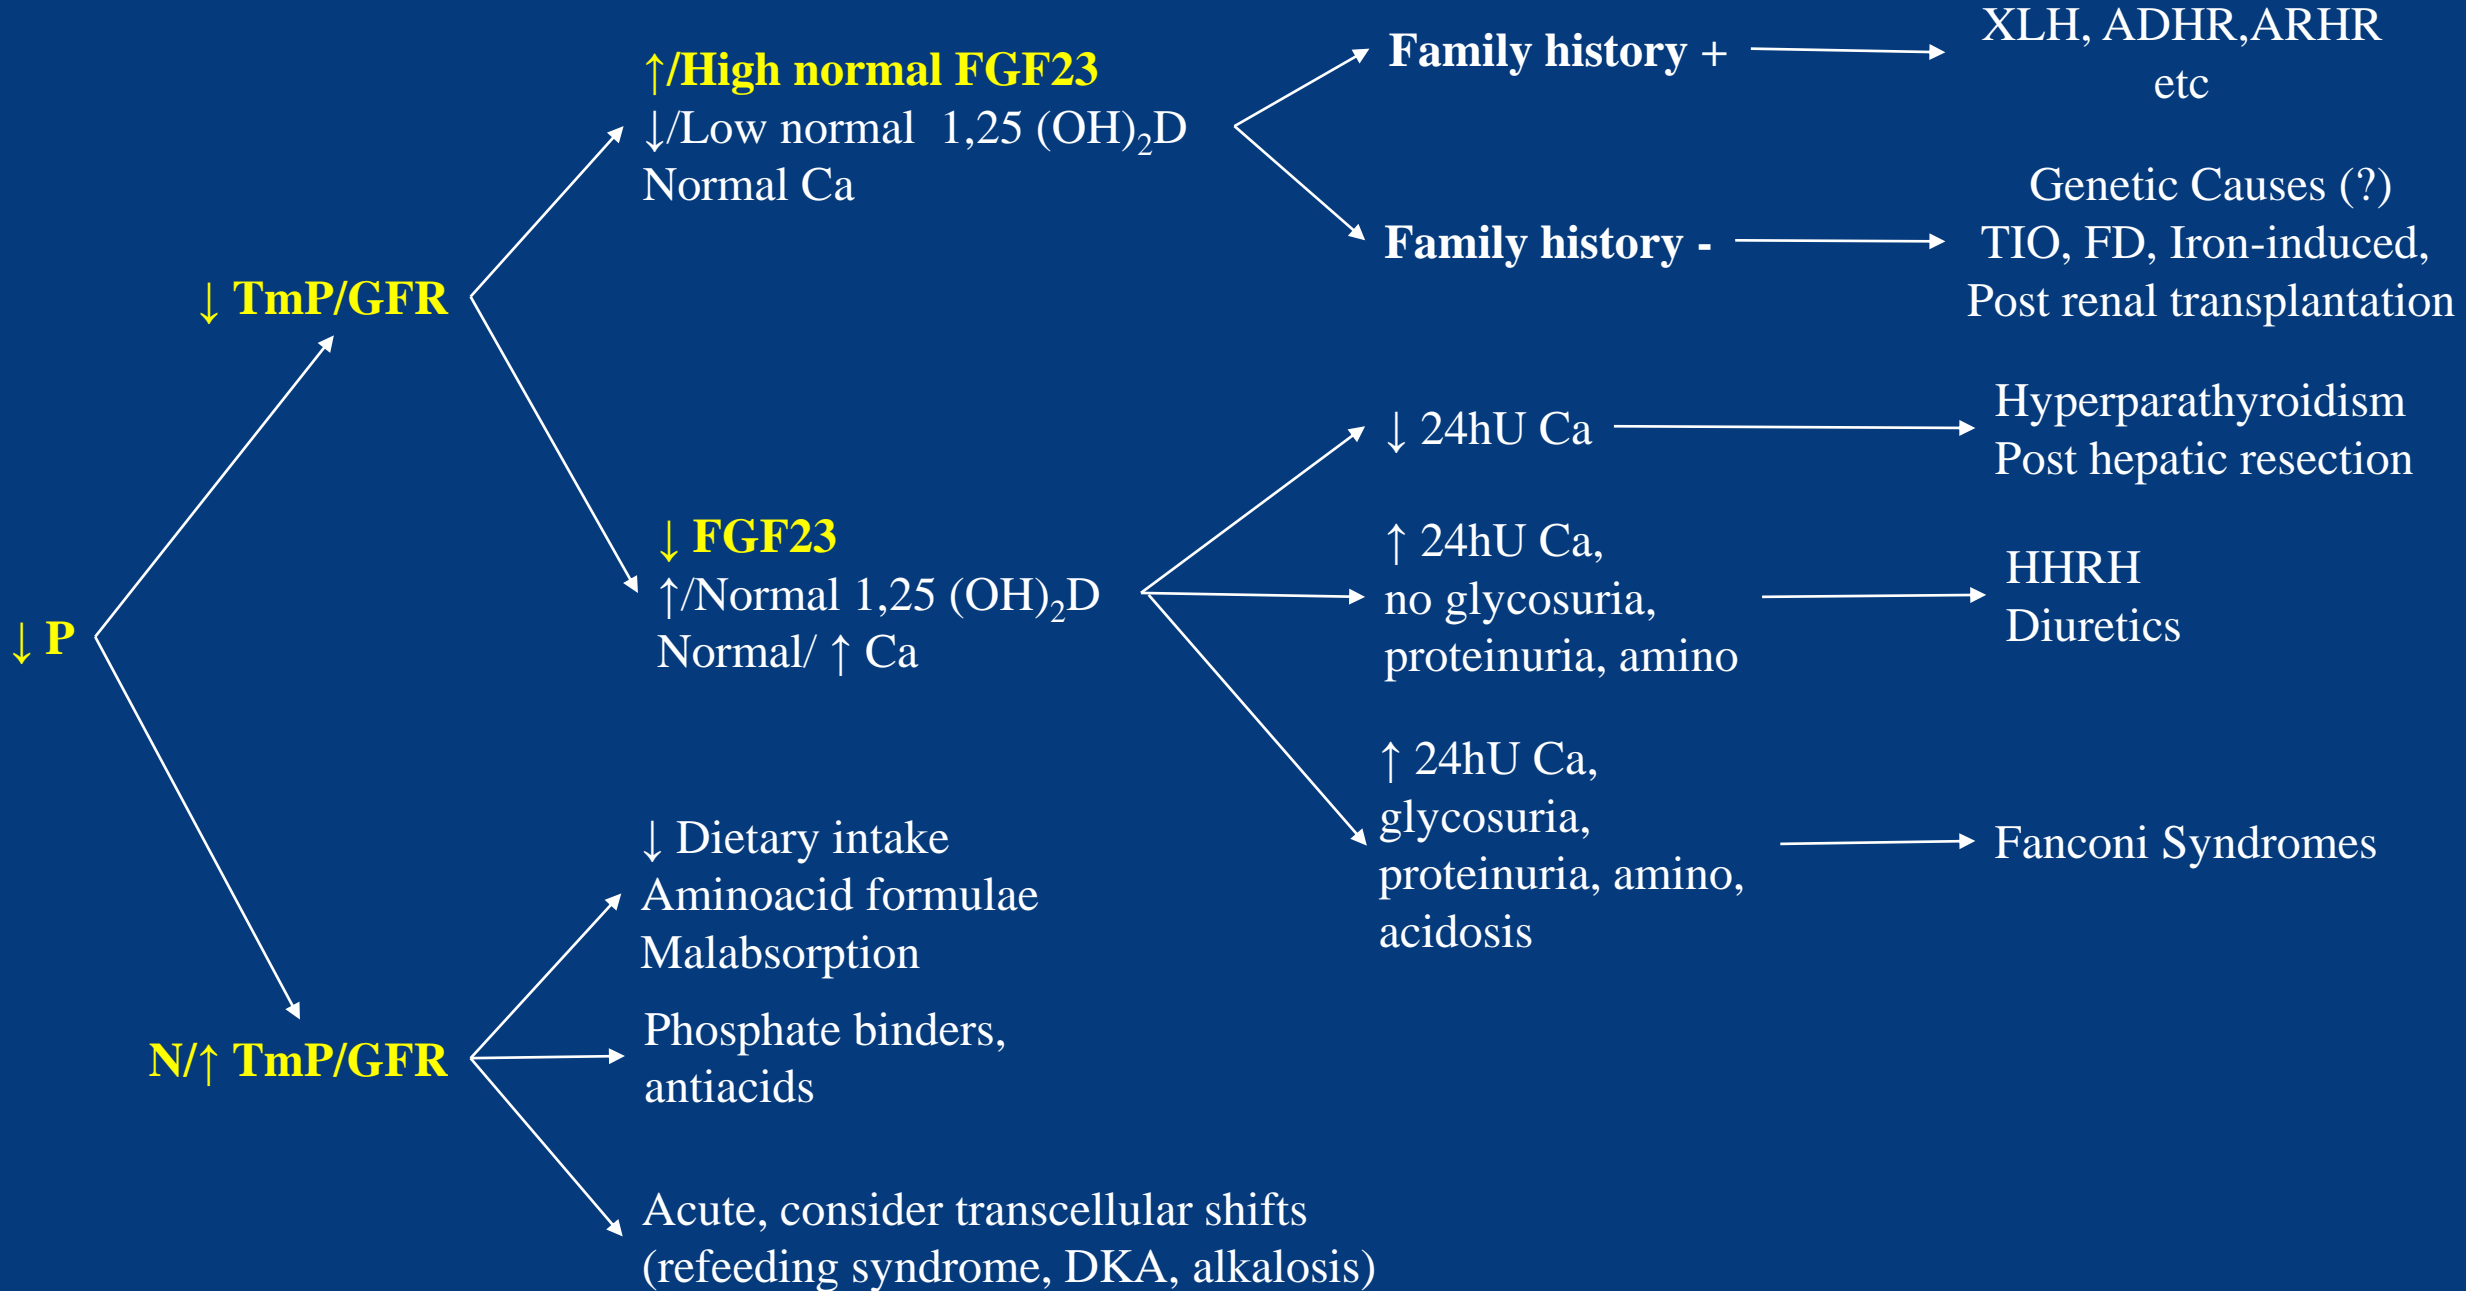 ↓ P
↓ TmP/GFR
N/↑ TmP/GFR
↑/High normal FGF23
↓/Low normal 1,25 (OH)₂D
Normal Ca
↓ FGF23
↑/Normal 1,25 (OH)₂D
Normal/ ↑ Ca
↓ Dietary intake
Aminoacid formulae
Malabsorption
Phosphate binders,
antiacids
Acute, consider transcellular shifts
(refeeding syndrome, DKA, alkalosis)
Family history +
Family history -
↓ 24hU Ca
↑ 24hU Ca,
no glycosuria,
proteinuria, amino
↑ 24hU Ca,
glycosuria,
proteinuria, amino,
acidosis
XLH, ADHR,ARHR
etc
Genetic Causes (?)
TIO, FD, Iron-induced,
Post renal transplantation
Hyperparathyroidism
Post hepatic resection
HHRH
Diuretics
Fanconi Syndromes